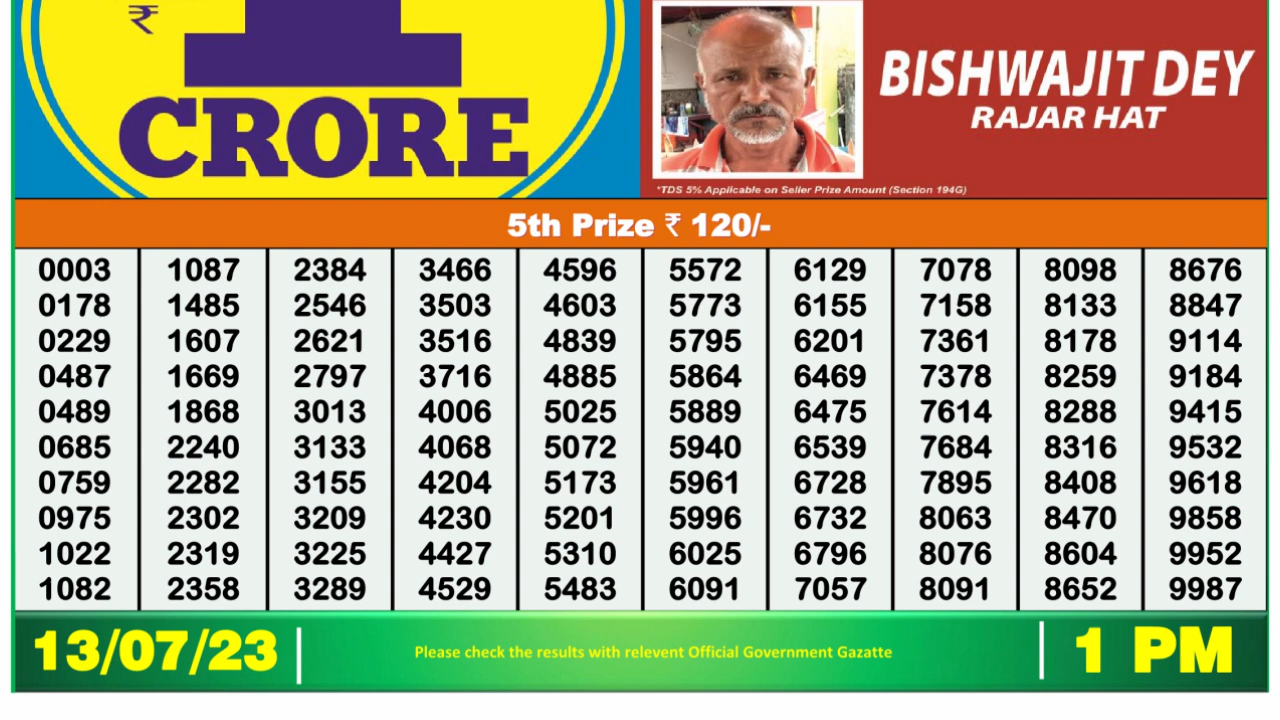 ₹
1
CRORE
BISHWAJIT DEY
RAJAR HAT
*TDS 5% Applicable on Seller Prize Amount (Section 194G)
5th Prize ₹ 120/-
0003 1087 2384 3466 4596 5572 6129 7078 8098 8676
0178 1485 2546 3503 4603 5773 6155 7158 8133 8847
0229 1607 2621 3516 4839 5795 6201 7361 8178 9114
0487 1669 2797 3716 4885 5864 6469 7378 8259 9184
0489 1868 3013 4006 5025 5889 6475 7614 8288 9415
0685 2240 3133 4068 5072 5940 6539 7684 8316 9532
0759 2282 3155 4204 5173 5961 6728 7895 8408 9618
0975 2302 3209 4230 5201 5996 6732 8063 8470 9858
1022 2319 3225 4427 5310 6025 6796 8076 8604 9952
1082 2358 3289 4529 5483 6091 7057 8091 8652 9987
13/07/23
Please check the results with relevent Official Government Gazatte
1 PM